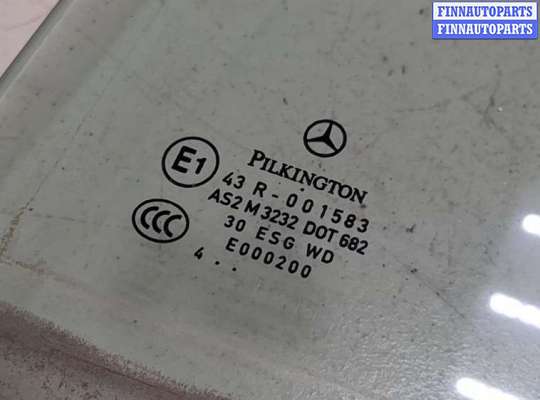 FINNAUTOPARTS
FINNAUTOPARTS
PILKINGTON
E1
43 R-001583
AS2 M3232 DOT 682
CCC
30 ESG WD
E000200
4 . .